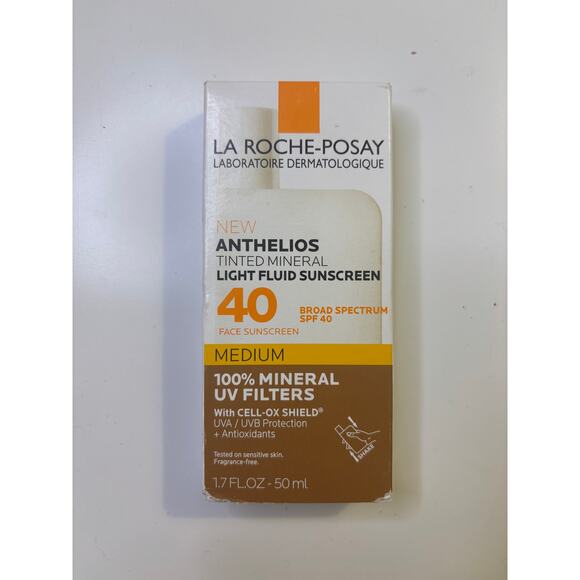 LA ROCHE-POSAY
LABORATOIRE DERMATOLOGIQUE
NEW
ANTHELIOS
TINTED MINERAL
LIGHT FLUID SUNSCREEN
40
FACE SUNSCREEN
BROAD SPECTRUM
SPF 40
MEDIUM
100% MINERAL
UV FILTERS
With CELL-OX SHIELD®
UVA / UVB Protection
+ Antioxidants
SHAKE
Tested on sensitive skin.
Fragrance-free.
1.7 FL.OZ - 50 ml